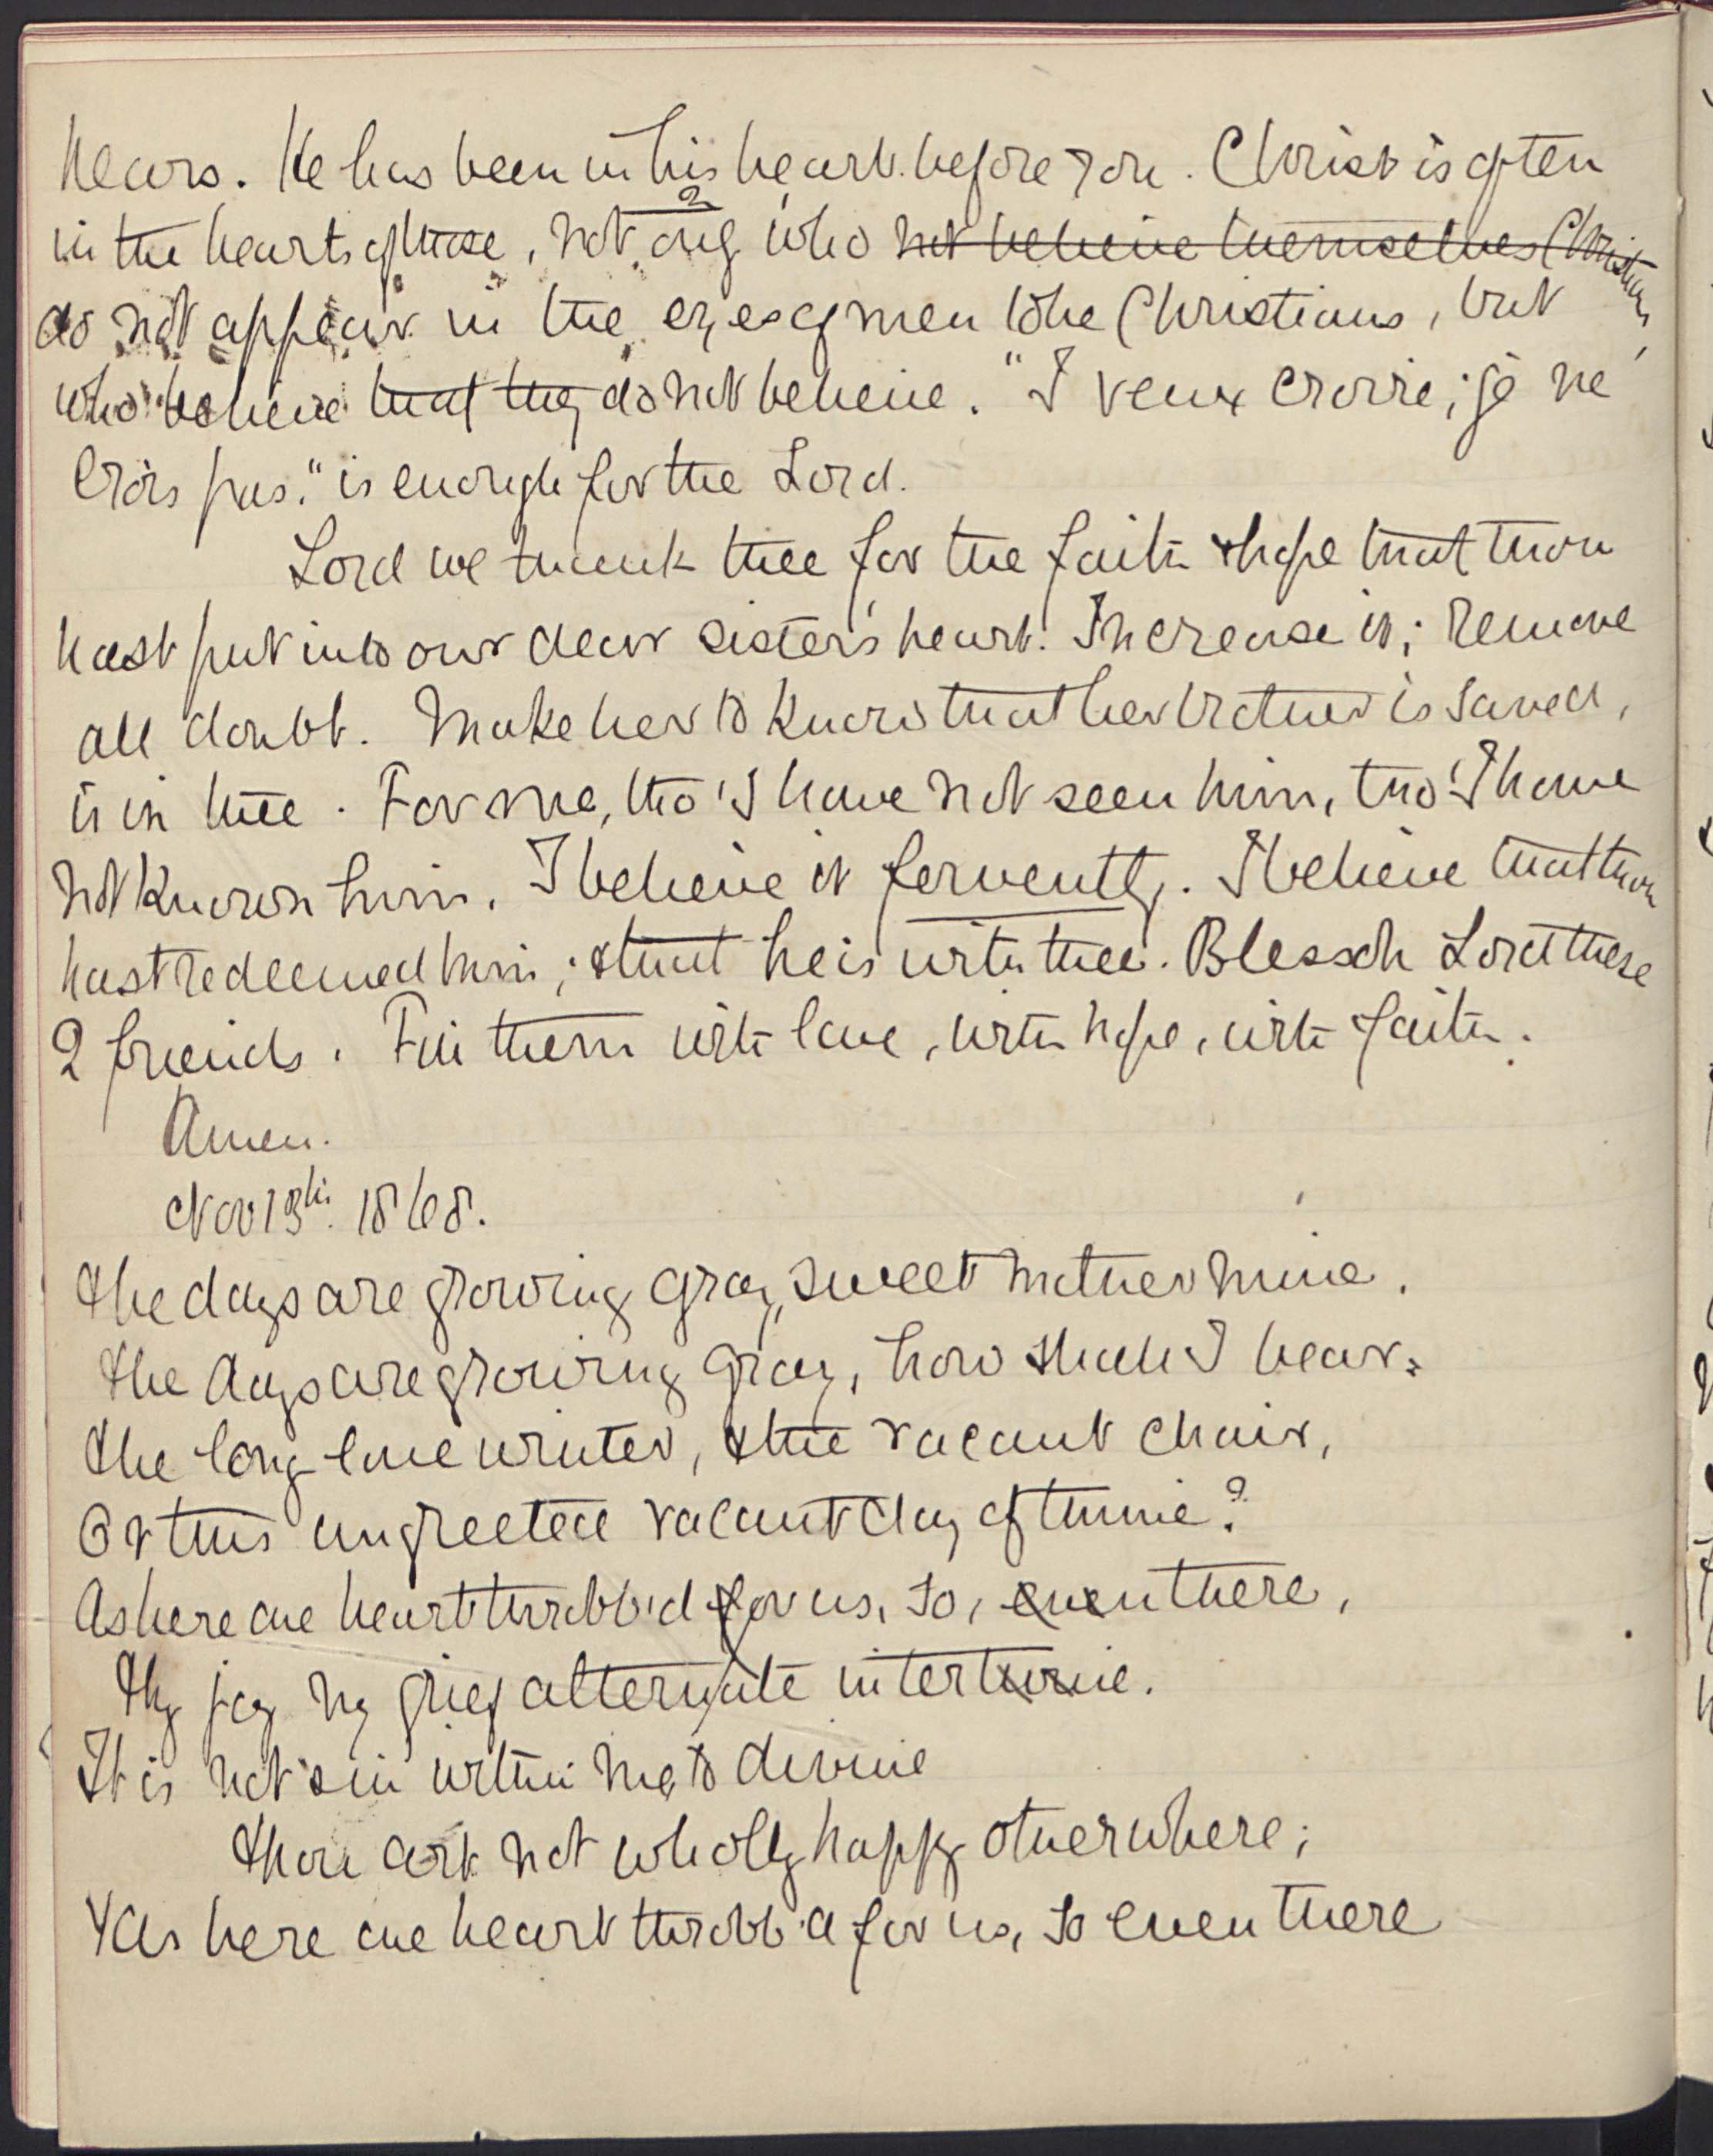 hears. He has been in his heart before you. Christ is often
in the hearts of those, not only who not believe themselves Christians
do not appear in the eyes of men to be Christians, but
who believe that they do not believe. "I veux croire; je ne
crois pas." is enough for the Lord.
Lord we thank thee for the faith & hope that thou
hast put into our dear sister's heart. Increase it; remove
all doubt. Make her to know that her brother is saved,
is in thee. For me, tho' I have not seen him, tho' I have
not known him, I believe it fervently. I believe that thou
hast redeemed him; & that he is with thee. Bless oh Lord these
2 friends. Fill them with love, with hope, with faith.
Amen.
Nov 13th. 1868.
The days are growing gray, sweet mother mine.
The days are growing gray, how shall I bear
the long lone winter, & the vacant chair,
Or this ungreeted vacant day of thine?
As here one heart throbb'd for us, so, even there,
Thy joy my grief alternate intertwine.
It is not sin within me to divine
Thou art not wholly happy otherwhere;
As here one heart throbb'd for us, so even there